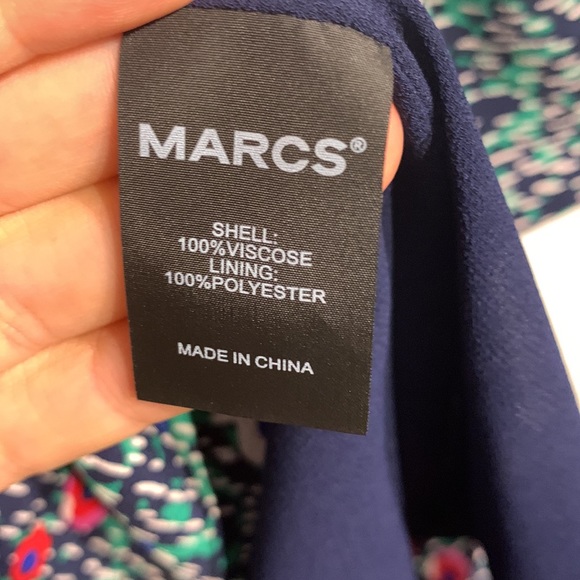 MARCS®
SHELL:
100%VISCOSE
LINING:
100%POLYESTER
MADE IN CHINA